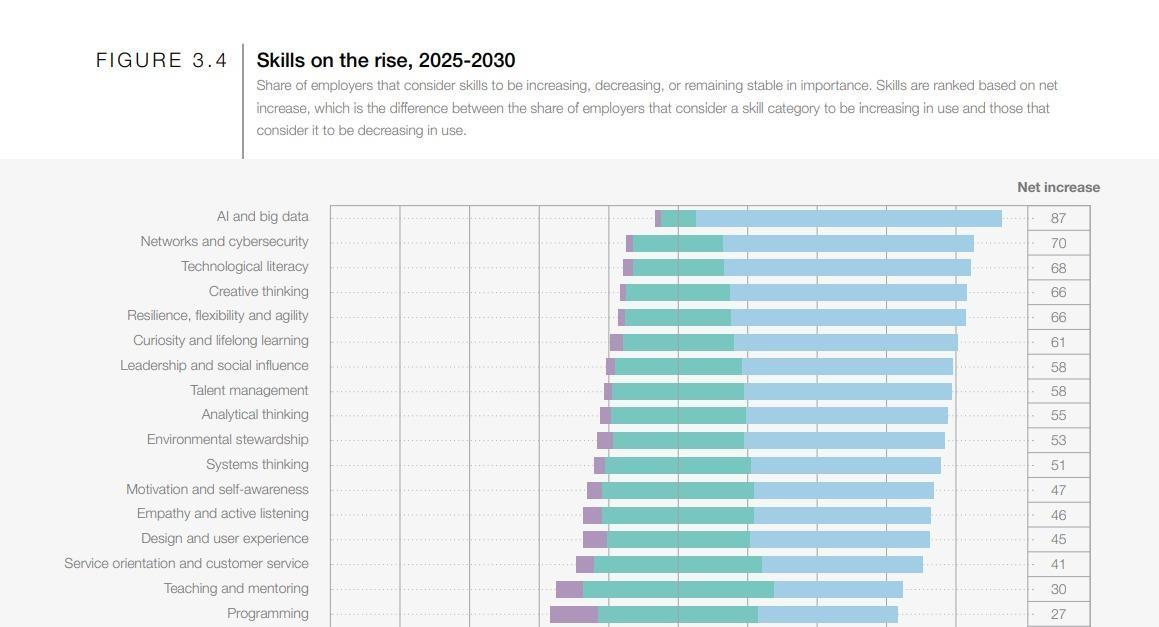 FIGURE 3.4
Skills on the rise, 2025-2030
Share of employers that consider skills to be increasing, decreasing, or remaining stable in importance. Skills are ranked based on net
increase, which is the difference between the share of employers that consider a skill category to be increasing in use and those that
consider it to be decreasing in use.
Net increase
AI and big data 87
Networks and cybersecurity 70
Technological literacy 68
Creative thinking 66
Resilience, flexibility and agility 66
Curiosity and lifelong learning 61
Leadership and social influence 58
Talent management 58
Analytical thinking 55
Environmental stewardship 53
Systems thinking 51
Motivation and self-awareness 47
Empathy and active listening 46
Design and user experience 45
Service orientation and customer service 41
Teaching and mentoring 30
Programming 27